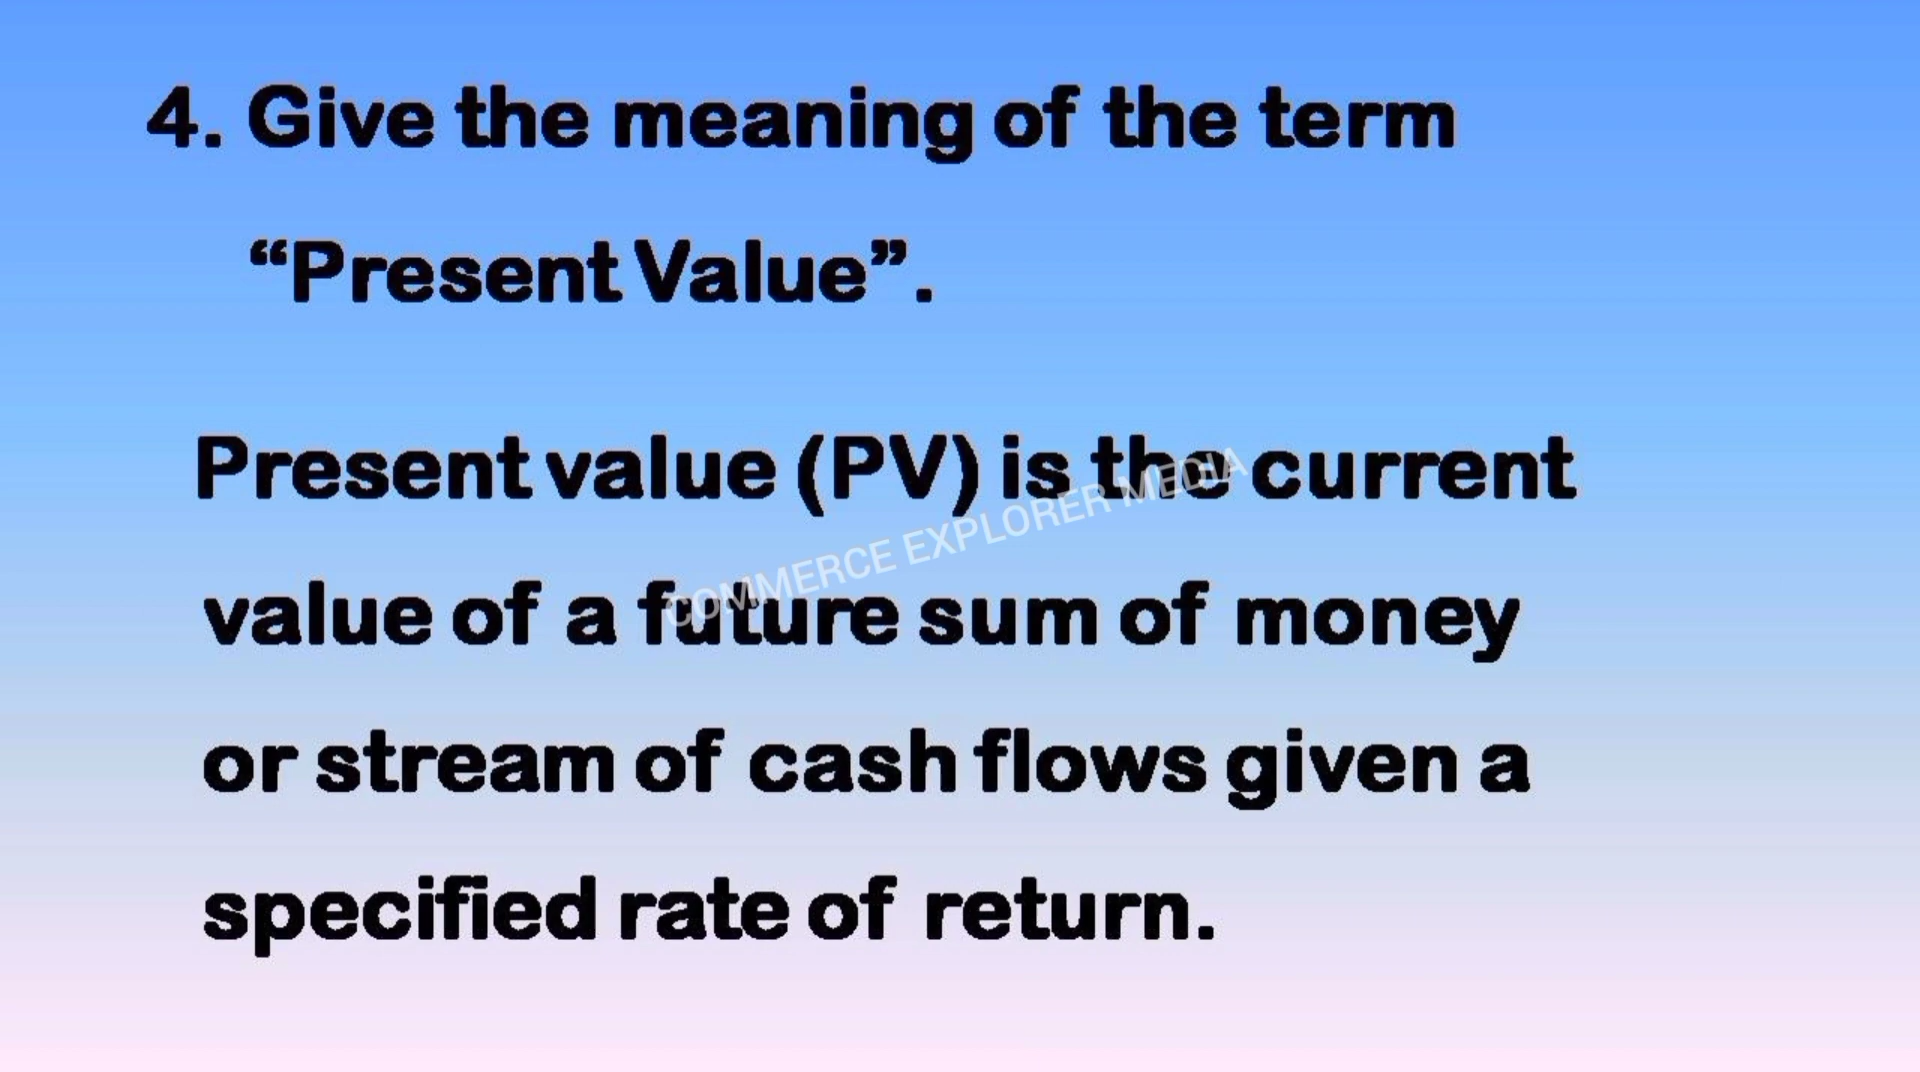 4. Give the meaning of the term
“Present Value”.
Present value (PV) is the current
value of a future sum of money
or stream of cash flows given a
specified rate of return.
COMMERCE EXPLORER MEDIA